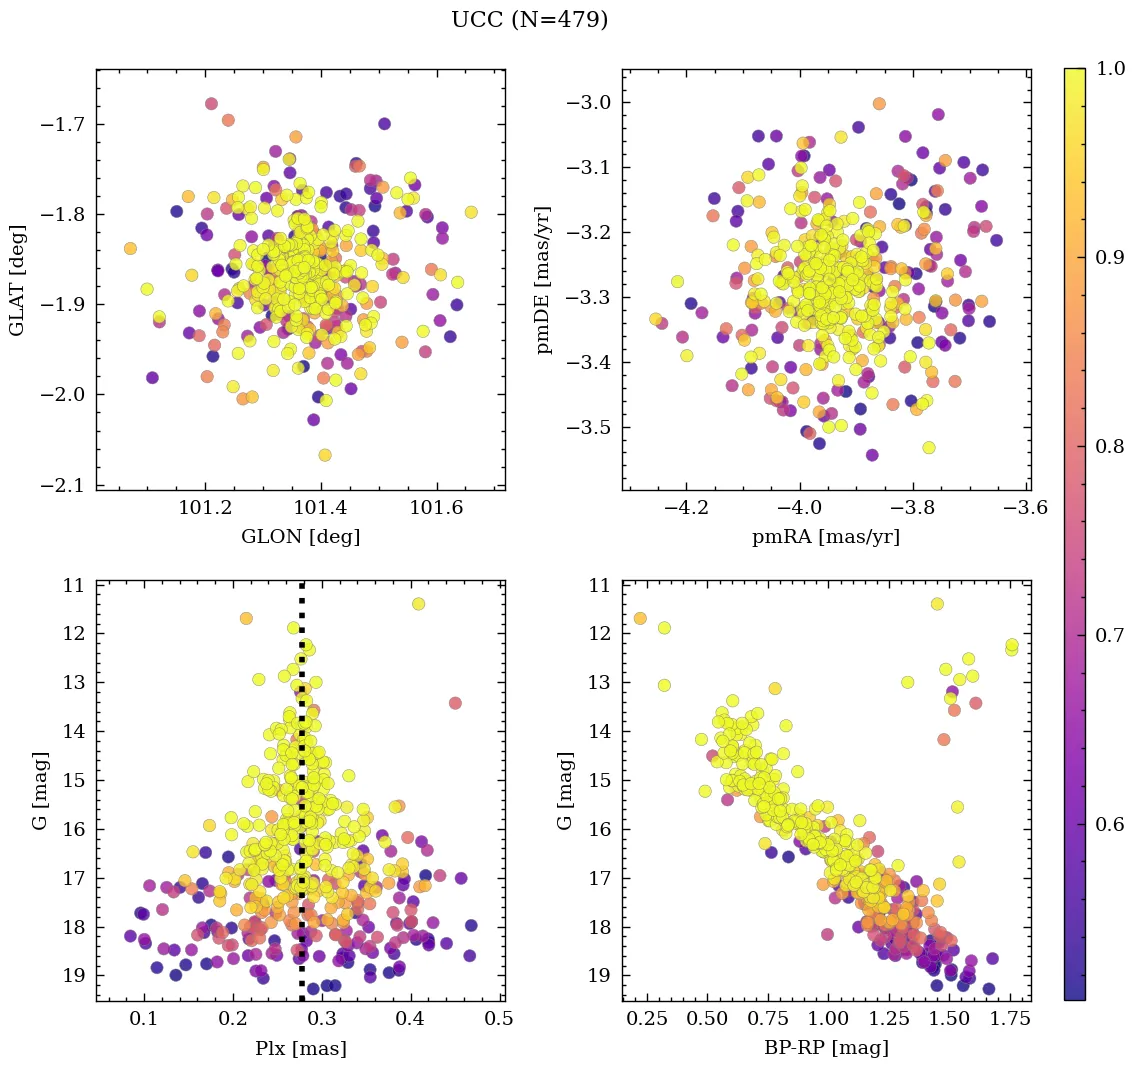 UCC (N=479)
−1.7
−1.8
−1.9
−2.0
−2.1
GLAT [deg]
101.2 101.4 101.6
GLON [deg]
−3.0
−3.1
−3.2
−3.3
−3.4
−3.5
pmDE [mas/yr]
−4.2 −4.0 −3.8 −3.6
pmRA [mas/yr]
11
12
13
14
15
16
17
18
19
G [mag]
0.1 0.2 0.3 0.4 0.5
Plx [mas]
11
12
13
14
15
16
17
18
19
G [mag]
0.25 0.50 0.75 1.00 1.25 1.50 1.75
BP-RP [mag]
1.0
0.9
0.8
0.7
0.6